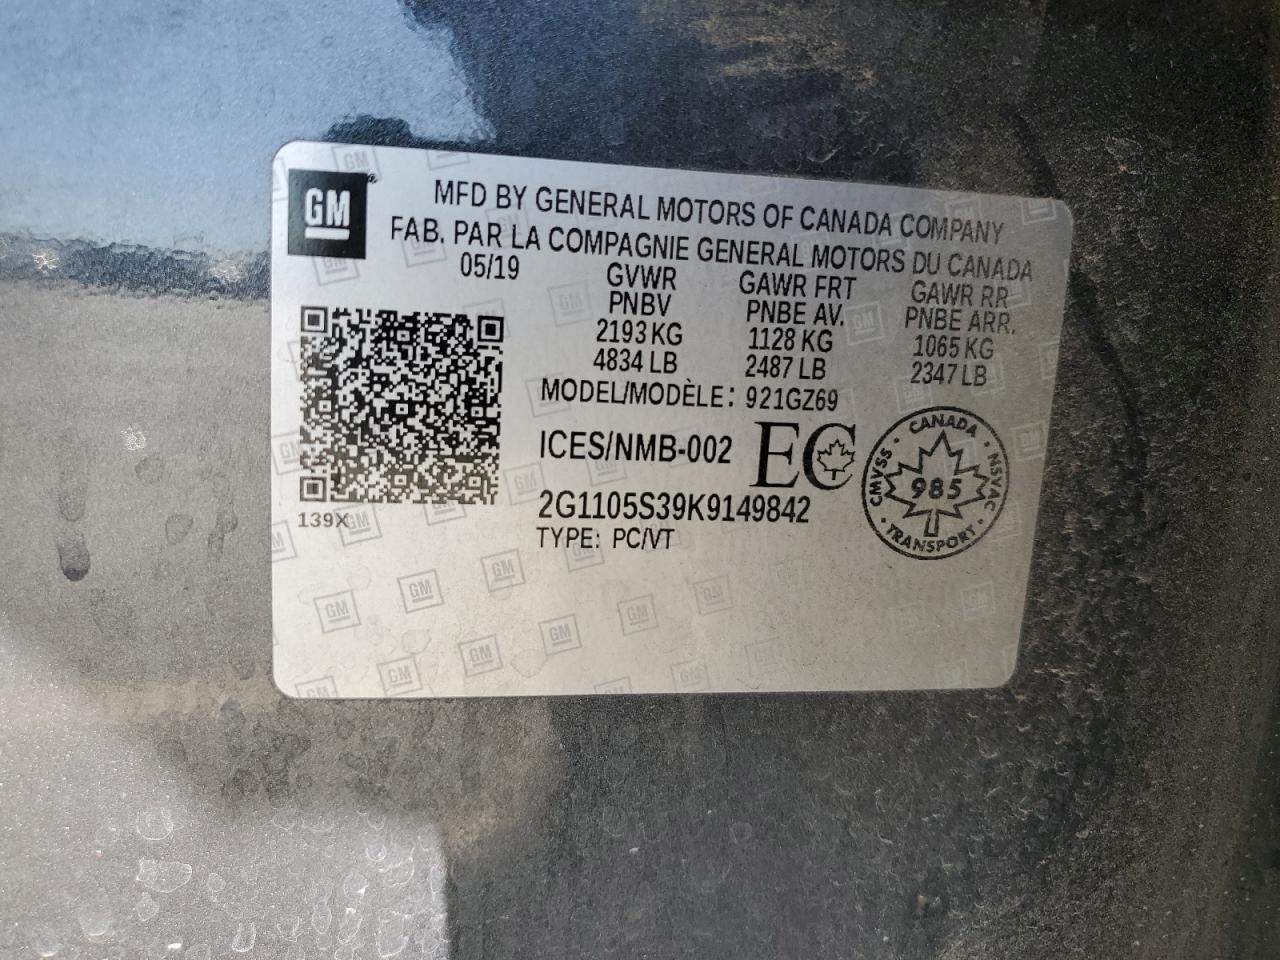 GM
MFD BY GENERAL MOTORS OF CANADA COMPANY
FAB. PAR LA COMPAGNIE GENERAL MOTORS DU CANADA
05/19 GVWR GAWR FRT GAWR RR
PNBV PNBE AV. PNBE ARR.
2193 KG 1128 KG 1065 KG
4834 LB 2487 LB 2347 LB
MODEL/MODÈLE: 921GZ69
ICES/NMB-002 EC
2G1105S39K9149842
TYPE: PC/VT
139X
CANADA
CMVSS 985 NSVAC
TRANSPORT